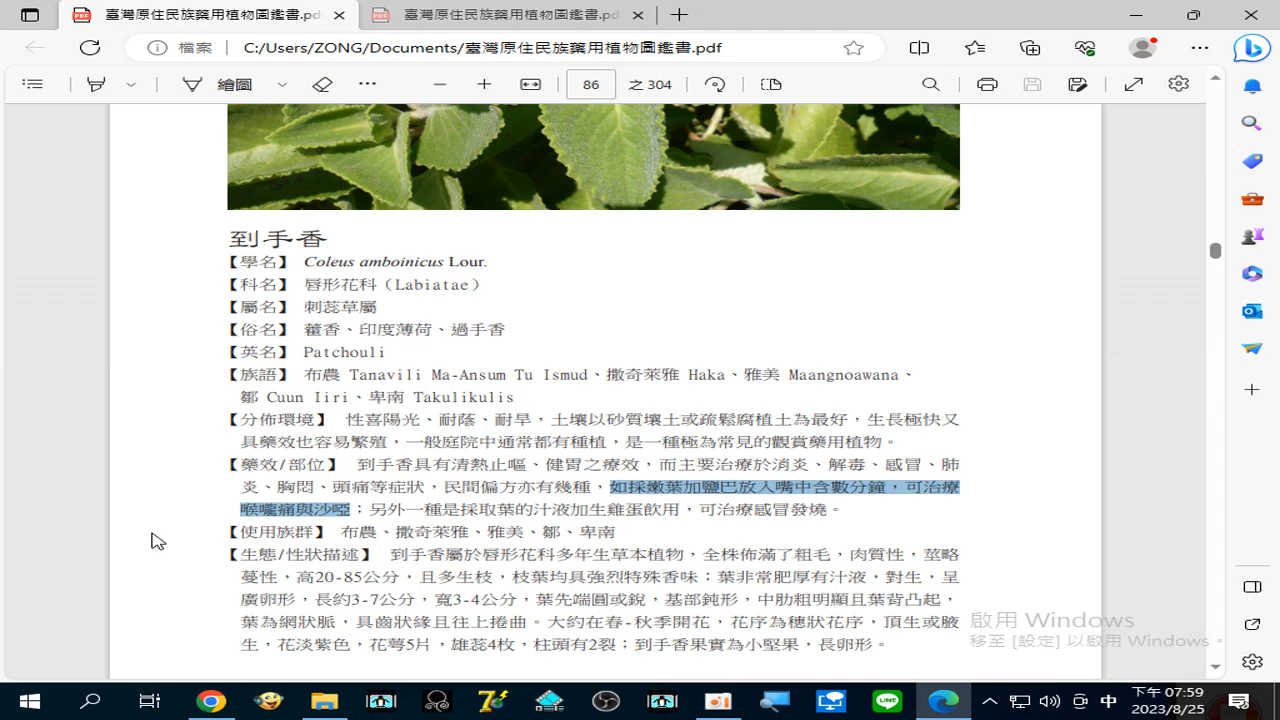 臺灣原住民族藥用植物圖鑑書.pdf
臺灣原住民族藥用植物圖鑑書.pdf
檔案 C:/Users/ZONG/Documents/臺灣原住民族藥用植物圖鑑書.pdf
繪圖 86 之 304
到手香
【學名】 Coleus amboinicus Lour.
【科名】 唇形花科（Labiatae）
【屬名】 刺蕊草屬
【俗名】 藿香、印度薄荷、過手香
【英名】 Patchouli
【族語】 布農 Tanavili Ma-Ansum Tu Ismud、撒奇萊雅 Haka、雅美 Maangnoawana、
鄒 Cuun Iiri、卑南 Takulikulis
【分佈環境】 性喜陽光、耐蔭、耐旱，土壤以砂質壤土或疏鬆腐植土為最好，生長極快又
具藥效也容易繁殖，一般庭院中通常都有種植，是一種極為常見的觀賞藥用植物。
【藥效/部位】 到手香具有清熱止嘔、健胃之療效，而主要治療於消炎、解毒、感冒、肺
炎、胸悶、頭痛等症狀，民間偏方亦有幾種，如採嫩葉加鹽巴放入嘴中含數分鐘，可治療
喉嚨痛與沙啞；另外一種是採取葉的汁液加生雞蛋飲用，可治療感冒發燒。
【使用族群】 布農、撒奇萊雅、雅美、鄒、卑南
【生態/性狀描述】 到手香屬於唇形花科多年生草本植物，全株佈滿了粗毛，肉質性，莖略
蔓性，高20-85公分，且多生枝，枝葉均具強烈特殊香味；葉非常肥厚有汁液，對生，呈
廣卵形，長約3-7公分，寬3-4公分，葉先端圓或銳，基部鈍形，中肋粗明顯且葉背凸起，
葉為網狀脈，具齒狀緣且往上捲曲。大約在春-秋季開花，花序為穗狀花序，頂生或腋
生，花淡紫色，花萼5片，雄蕊4枚，柱頭有2裂；到手香果實為小堅果，長卵形。
啟用 Windows
移至 [設定] 以啟用 Windows。
中
下午 07:59
2023/8/25